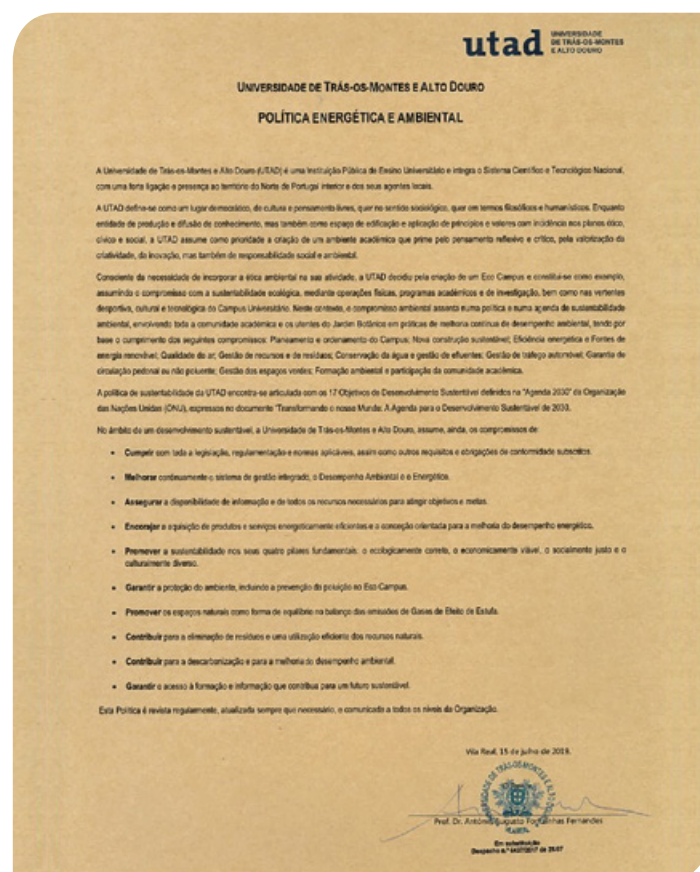 utad UNIVERSIDADE
DE TRÁS-OS-MONTES
E ALTO DOURO
UNIVERSIDADE DE TRÁS-OS-MONTES E ALTO DOURO
POLÍTICA ENERGÉTICA E AMBIENTAL
A Universidade de Trás-os-Montes e Alto Douro (UTAD) é uma Instituição Pública de Ensino Universitário e integra o Sistema Científico e Tecnológico Nacional,
com uma forte ligação e presença ao território do Norte de Portugal interior e dos seus agentes locais.
A UTAD define-se como um lugar democrático, de cultura e pensamento livres, quer no sentido sociológico, quer em termos filosóficos e humanísticos. Enquanto
entidade de produção e difusão de conhecimento, mas também como espaço de edificação e aplicação de princípios e valores com incidência nos planos ético,
cívico e social, a UTAD assume como prioridade a criação de um ambiente académico que prime pelo pensamento reflexivo e crítico, pela valorização da
criatividade, da inovação, mas também de responsabilidade social e ambiental.
Consciente da necessidade de incorporar a ética ambiental na sua atividade, a UTAD decidiu pela criação de um Eco Campus e constitui-se como exemplo,
assumindo o compromisso com a sustentabilidade ecológica, mediante operações físicas, programas académicos e de investigação, bem como nas vertentes
desportiva, cultural e tecnológica do Campus Universitário. Neste contexto, o compromisso ambiental assenta numa política e numa agenda de sustentabilidade
ambiental, envolvendo toda a comunidade académica e os utentes do Jardim Botânico em práticas de melhoria contínua de desempenho ambiental, tendo por
base o cumprimento dos seguintes compromissos: Planeamento e ordenamento do Campus; Nova construção sustentável; Eficiência energética e Fontes de
energia renovável; Qualidade do ar; Gestão de recursos e de resíduos; Conservação da água e gestão de efluentes; Gestão de tráfego automóvel; Garantia de
circulação pedonal ou não poluente; Gestão dos espaços verdes; Formação ambiental e participação da comunidade académica.
A política de sustentabilidade da UTAD encontra-se articulada com os 17 Objetivos de Desenvolvimento Sustentável definidos na "Agenda 2030" da Organização
das Nações Unidas (ONU), expressos no documento "Transformando o nosso Mundo: A Agenda para o Desenvolvimento Sustentável de 2030.
No âmbito de um desenvolvimento sustentável, a Universidade de Trás-os-Montes e Alto Douro, assume, ainda, os compromissos de:
• Cumprir com toda a legislação, regulamentação e normas aplicáveis, assim como outros requisitos e obrigações de conformidade subscritos.
• Melhorar continuamente o sistema de gestão integrado, o Desempenho Ambiental e o Energético.
• Assegurar a disponibilidade de informação e de todos os recursos necessários para atingir objetivos e metas.
• Encorajar a aquisição de produtos e serviços energeticamente eficientes e a conceção orientada para a melhoria do desempenho energético.
• Promover a sustentabilidade nos seus quatro pilares fundamentais: o ecologicamente correto, o economicamente viável, o socialmente justo e o
culturalmente diverso.
• Garantir a proteção do ambiente, incluindo a prevenção da poluição no Eco-Campus.
• Promover os espaços naturais como forma de equilíbrio no balanço das emissões de Gases de Efeito de Estufa.
• Contribuir para a eliminação de resíduos e uma utilização eficiente dos recursos naturais.
• Contribuir para a descarbonização e para a melhoria do desempenho ambiental.
• Garantir o acesso à formação e informação que contribua para um futuro sustentável.
Esta Política é revista regularmente, atualizada sempre que necessário, e comunicada a todos os níveis da Organização.
Vila Real, 15 de julho de 2019.
UNIVERSIDADE DE TRÁS-OS-MONTES E ALTO DOURO
Prof. Dr. António Augusto Fontainhas Fernandes
Em substituição
Despacho n.º 6407/2017 de 25-07